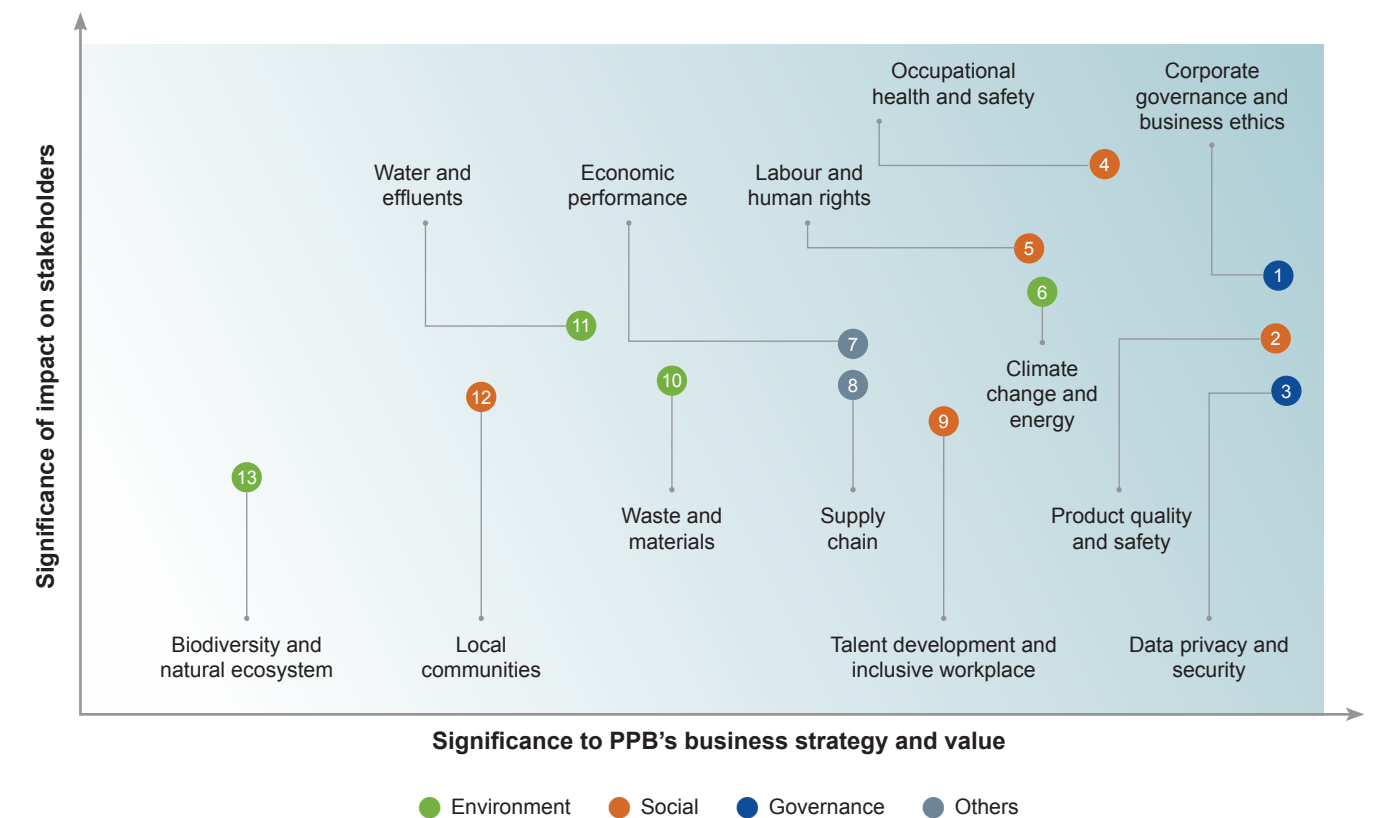 Significance of impact on stakeholders
Occupational
health and safety
Corporate
governance and
business ethics
4
Water and
effluents
Economic
performance
Labour and
human rights
5
1
6
11
7
2
Climate
change and
energy
10
8
3
12
9
13
Waste and
materials
Supply
chain
Product quality
and safety
Biodiversity and
natural ecosystem
Local
communities
Talent development and
inclusive workplace
Data privacy and
security
Significance to PPB’s business strategy and value
Environment
Social
Governance
Others